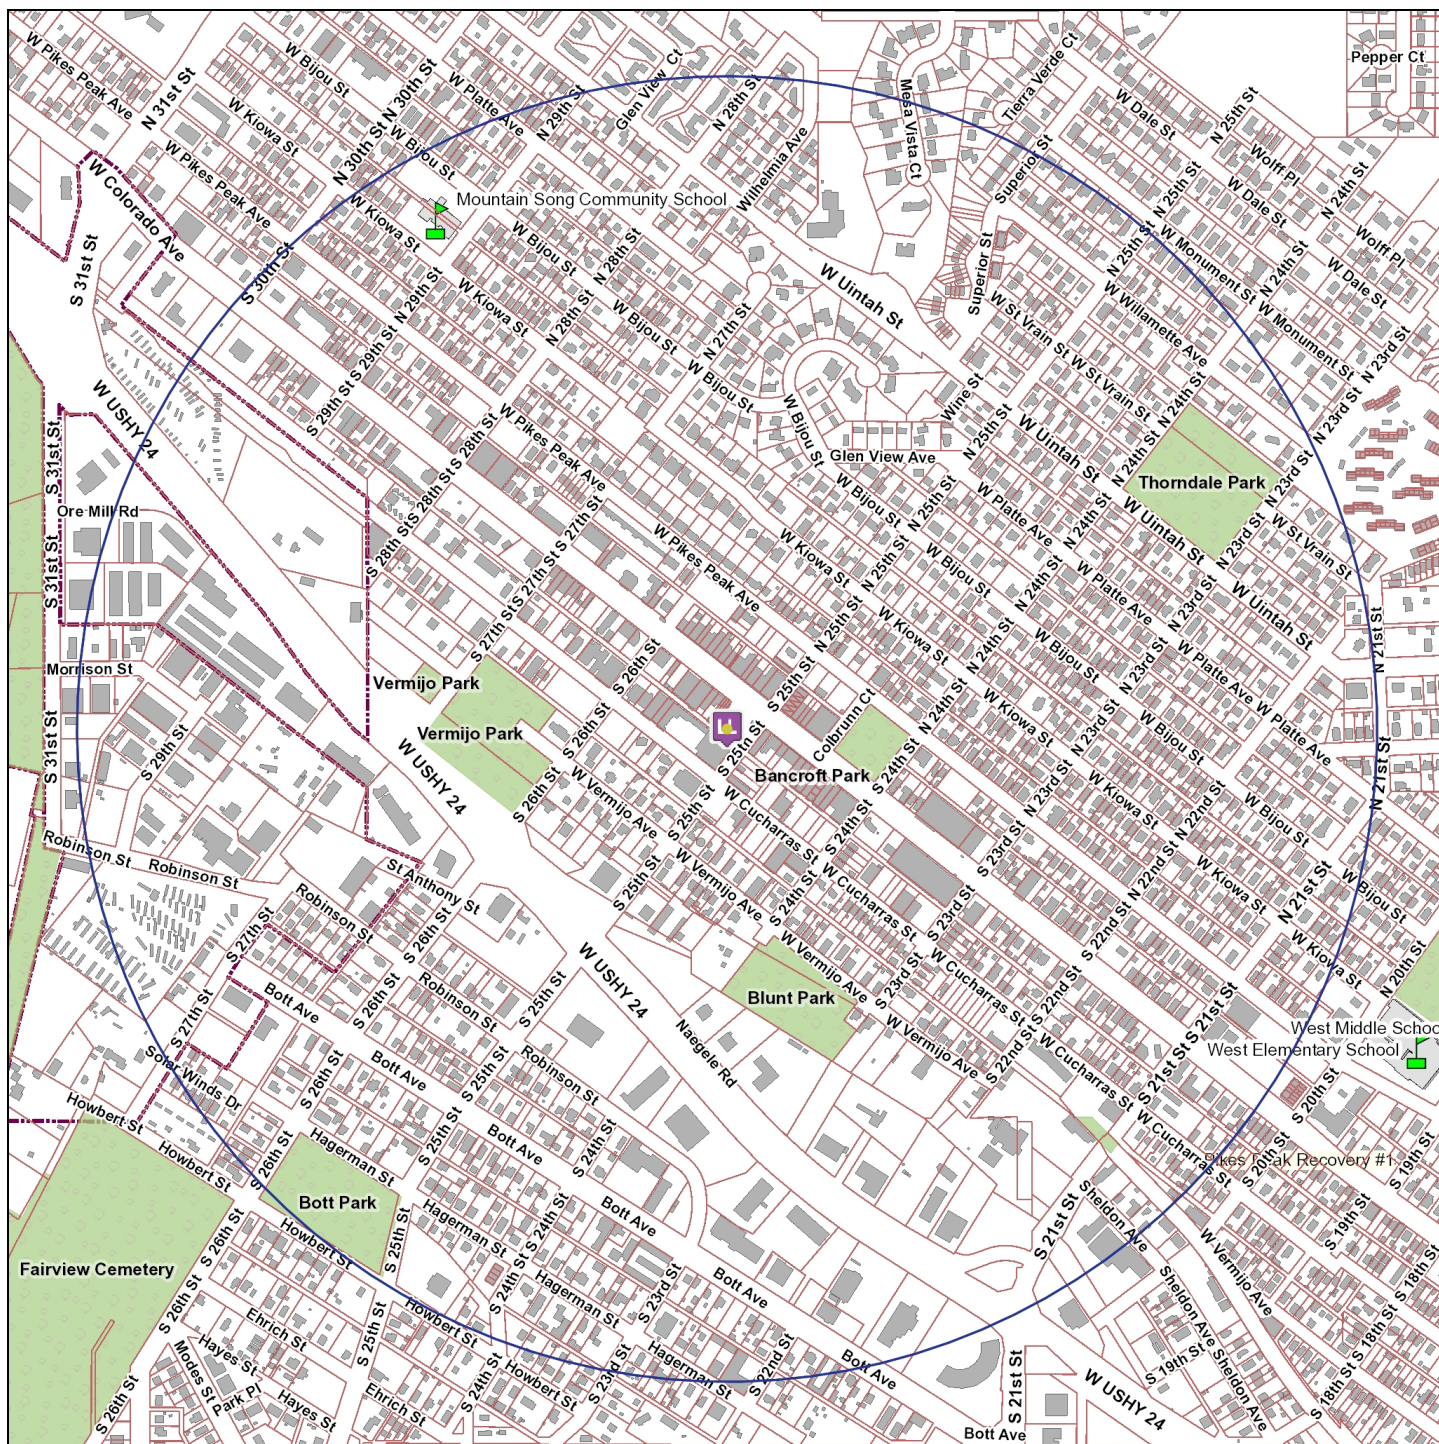 W Pikes Peak Ave
N 31st St
W Bijou St
N 30th St
W Platte Ave
N 29th St
Glen View Ct
N 28th St
Mesa Vista Ct
Tierra Verde Ct
Pepper Ct
W Dale St
N 25th St
Wolff Pl
W Kiowa St
W Bijou St
N 30th St
Wilhelmia Ave
Superior St
N 24th St
W Colorado Ave
W Pikes Peak Ave
W Kiowa St
Mountain Song Community School
N 25th St
W Dale St
Wolff Pl
S 31st St
S 30th St
N 29th St
W Bijou St
N 28th St
W Uintah St
Superior St
N 25th St
W Monument St
N 24th St
W Dale St
W Kiowa St
N 28th St
W Bijou St
N 27th St
W St Vrain St
W Willamette Ave
W Monument St
N 23rd St
S 29th St
S 29th St
W Bijou St
W St Vrain St
N 24th St
N 23rd St
W USHY 24
S 31st St
S 28th St
W Pikes Peak Ave
W Bijou St
Wine St
N 25th St
W Uintah St
N 24th St
Glen View Ave
Thorndale Park
Ore Mill Rd
S 28th St
S 28th St
S 27th St
W Bijou St
N 25th St
W Platte Ave
N 24th St
W Uintah St
N 23rd St
W St Vrain St
S 31st St
S 27th St
W Pikes Peak Ave
W Kiowa St
N 25th St
W Bijou St
N 24th St
W Platte Ave
N 23rd St
N 23rd St
W Uintah St
S 27th St
N 25th St
W Kiowa St
N 24th St
W Bijou St
N 23rd St
W Platte Ave
N 21st St
Morrison St
Vermijo Park
S 26th St
S 25th St
Colbrunn Ct
N 24th St
W Kiowa St
N 23rd St
W Bijou St
W Platte Ave
S 31st St
S 29th St
Vermijo Park
W USHY 24
S 26th St
S 25th St
Bancroft Park
S 24th St
N 23rd St
W Kiowa St
N 22nd St
W Bijou St
N 21st St
S 26th St
W Vermijo Ave
S 25th St
W Cucharras St
S 24th St
S 23rd St
N 22nd St
W Kiowa St
N 21st St
W Bijou St
Robinson St
Robinson St
St Anthony St
S 25th St
W Vermijo Ave
S 24th St
W Cucharras St
S 23rd St
S 22nd St
W Kiowa St
N 20th St
S 27th St
Robinson St
S 26th St
W USHY 24
W Vermijo Ave
S 23rd St
W Cucharras St
S 22nd St
S 21st St
Bott Ave
S 26th St
Robinson St
S 25th St
Blunt Park
W Vermijo Ave
S 22nd St
W Cucharras St
S 21st St
West Middle Schoo
West Elementary School
S 27th St
Solar Winds Dr
S 26th St
Bott Ave
S 25th St
Robinson St
Naegele Rd
S 20th St
Howbert St
Howbert St
S 26th St
Hagerman St
S 25th St
Bott Ave
S 24th St
W Cucharras St
Pikes Peak Recovery #1
S 20th St
S 19th St
Bott Park
Hagerman St
S 24th St
Bott Ave
S 21st St
Sheldon Ave
S 19th St
Fairview Cemetery
S 26th St
Howbert St
S 25th St
S 24th St
Hagerman St
S 23rd St
Bott Ave
W Vermijo Ave
S 18th St
S 26th St
Ehrich St
Hayes St
S 25th St
Howbert St
Hagerman St
S 22nd St
Bott Ave
Sheldon Ave
S 19th St
S 18th St
Modes St
Park Pl
Hayes St
Ehrich St
S 24th St
Howbert St
S 23rd St
S 21st St
W USHY 24
Sheldon Ave
S 18th St
S 26th St
Bott Ave